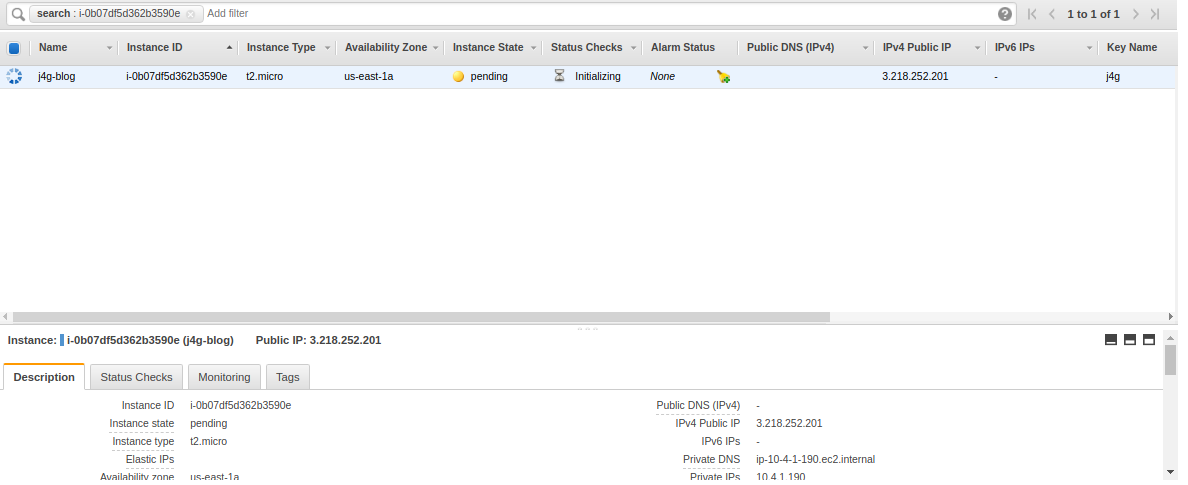 search : i-0b07df5d362b3590e Add filter 1 to 1 of 1
Name Instance ID Instance Type Availability Zone Instance State Status Checks Alarm Status Public DNS (IPv4) IPv4 Public IP IPv6 IPs Key Name
j4g-blog i-0b07df5d362b3590e t2.micro us-east-1a pending Initializing None 3.218.252.201 - j4g
Instance: i-0b07df5d362b3590e (j4g-blog) Public IP: 3.218.252.201
Description Status Checks Monitoring Tags
Instance ID i-0b07df5d362b3590e Public DNS (IPv4) -
Instance state pending IPv4 Public IP 3.218.252.201
Instance type t2.micro IPv6 IPs -
Elastic IPs Private DNS ip-10-4-1-190.ec2.internal
Availability zone us-east-1a Private IPs 10.4.1.190